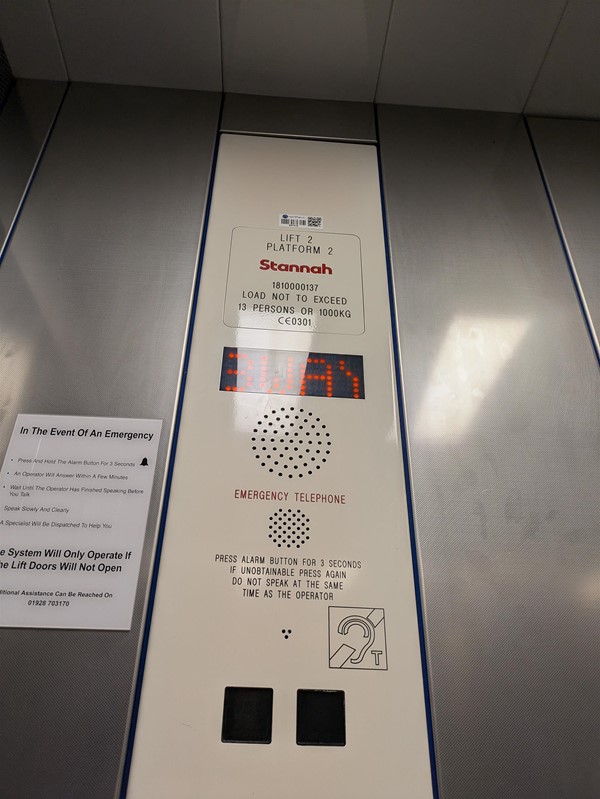 LIFT 2
PLATFORM 2
Stannah
1810000137
LOAD NOT TO EXCEED
13 PERSONS OR 1000KG
CE0301
3WAY
EMERGENCY TELEPHONE
PRESS ALARM BUTTON FOR 3 SECONDS
IF UNOBTAINABLE PRESS AGAIN
DO NOT SPEAK AT THE SAME
TIME AS THE OPERATOR
T
In The Event Of An Emergency
• Press And Hold The Alarm Button For 3 Seconds
• An Operator Will Answer Within A Few Minutes
• Wait Until The Operator Has Finished Speaking Before
You Talk
Speak Slowly And Clearly
A Specialist Will Be Dispatched To Help You
System Will Only Operate If
Lift Doors Will Not Open
Assistance Can Be Reached On
01928 703170